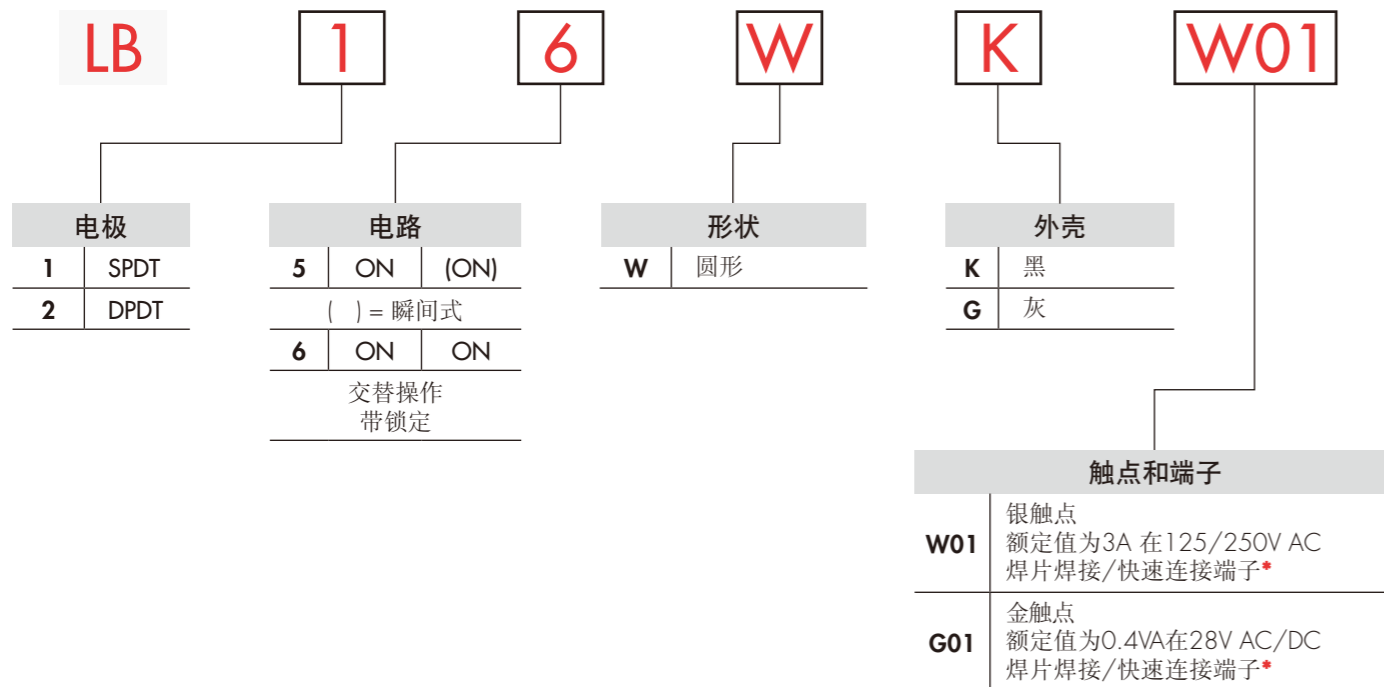 LB 1 6 W K W01
电极
1 SPDT
2 DPDT
电路
5 ON (ON)
( ) = 瞬间式
6 ON ON
交替操作
带锁定
形状
W 圆形
外壳
K 黑
G 灰
触点和端子
W01
银触点
额定值为3A 在125/250V AC
焊片焊接/快速连接端子*
G01
金触点
额定值为0.4VA在28V AC/DC
焊片焊接/快速连接端子*